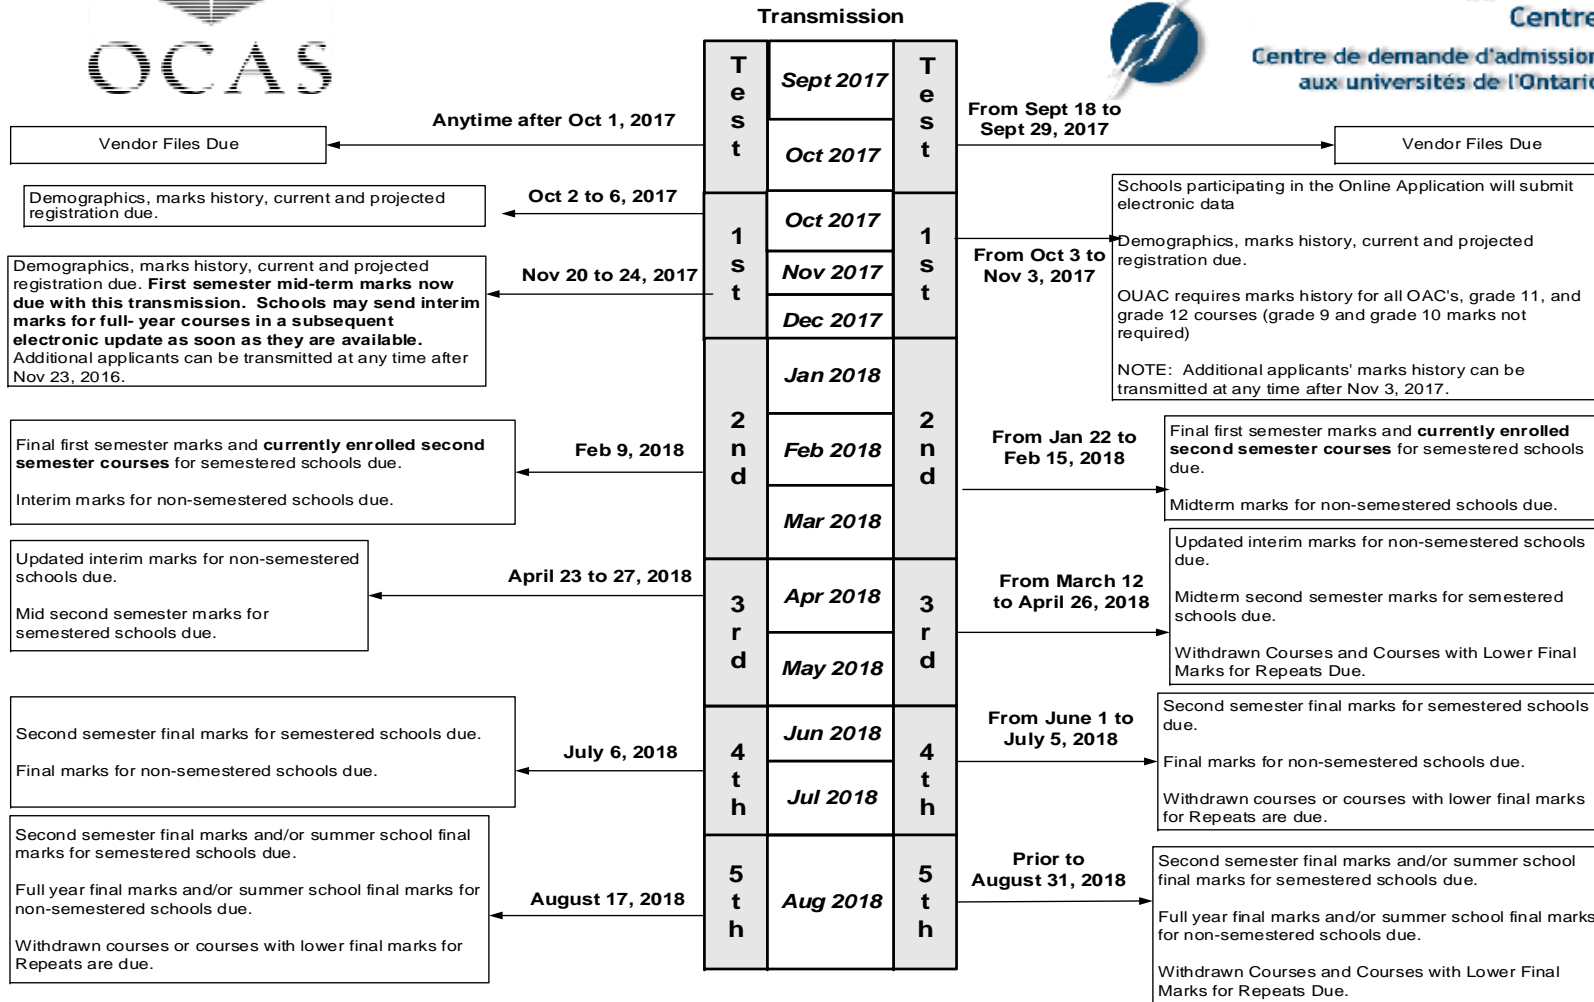 Transmission
OCAS
Centre
Centre de demande d'admission
aux universités de l'Ontario
Test
Sept 2017
Test
Anytime after Oct 1, 2017
Vendor Files Due
From Sept 18 to
Sept 29, 2017
Vendor Files Due
Oct 2017
Oct 2 to 6, 2017
Demographics, marks history, current and projected
registration due.
Nov 20 to 24, 2017
Demographics, marks history, current and projected
registration due. First semester mid-term marks now
due with this transmission. Schools may send interim
marks for full- year courses in a subsequent
electronic update as soon as they are available.
Additional applicants can be transmitted at any time after
Nov 23, 2016.
1st
Oct 2017
Nov 2017
Dec 2017
1st
From Oct 3 to
Nov 3, 2017
Schools participating in the Online Application will submit
electronic data
Demographics, marks history, current and projected
registration due.
OUAC requires marks history for all OAC's, grade 11, and
grade 12 courses (grade 9 and grade 10 marks not
required)
NOTE: Additional applicants' marks history can be
transmitted at any time after Nov 3, 2017.
Feb 9, 2018
Final first semester marks and currently enrolled second
semester courses for semestered schools due.
Interim marks for non-semestered schools due.
2nd
Jan 2018
Feb 2018
Mar 2018
2nd
From Jan 22 to
Feb 15, 2018
Final first semester marks and currently enrolled
second semester courses for semestered schools
due.
Midterm marks for non-semestered schools due.
April 23 to 27, 2018
Updated interim marks for non-semestered
schools due.
Mid second semester marks for
semestered schools due.
3rd
Apr 2018
May 2018
3rd
From March 12
to April 26, 2018
Updated interim marks for non-semestered schools
due.
Midterm second semester marks for semestered
schools due.
Withdrawn Courses and Courses with Lower Final
Marks for Repeats Due.
July 6, 2018
Second semester final marks for semestered schools due.
Final marks for non-semestered schools due.
4th
Jun 2018
Jul 2018
4th
From June 1 to
July 5, 2018
Second semester final marks for semestered schools
due.
Final marks for non-semestered schools due.
Withdrawn courses or courses with lower final marks
for Repeats are due.
August 17, 2018
Second semester final marks and/or summer school final
marks for semestered schools due.
Full year final marks and/or summer school final marks for
non-semestered schools due.
Withdrawn courses or courses with lower final marks for
Repeats are due.
5th
Aug 2018
5th
Prior to
August 31, 2018
Second semester final marks and/or summer school
final marks for semestered schools due.
Full year final marks and/or summer school final marks
for non-semestered schools due.
Withdrawn Courses and Courses with Lower Final
Marks for Repeats Due.